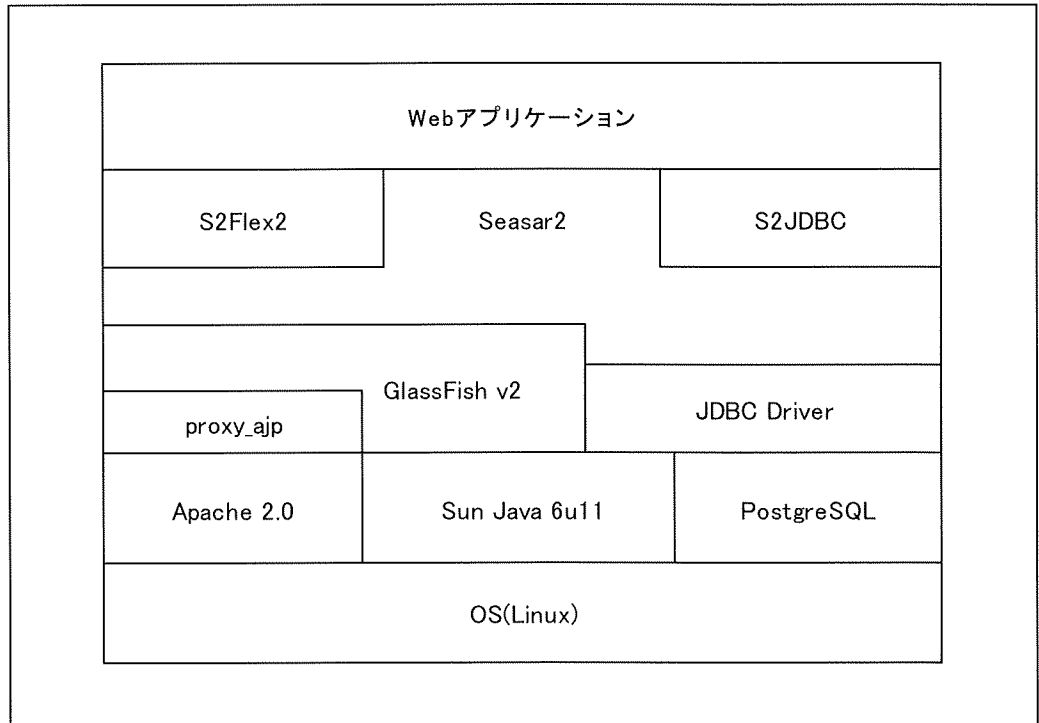 Webアプリケーション
S2Flex2
Seasar2
S2JDBC
GlassFish v2
JDBC Driver
proxy_ajp
Apache 2.0
Sun Java 6u11
PostgreSQL
OS(Linux)